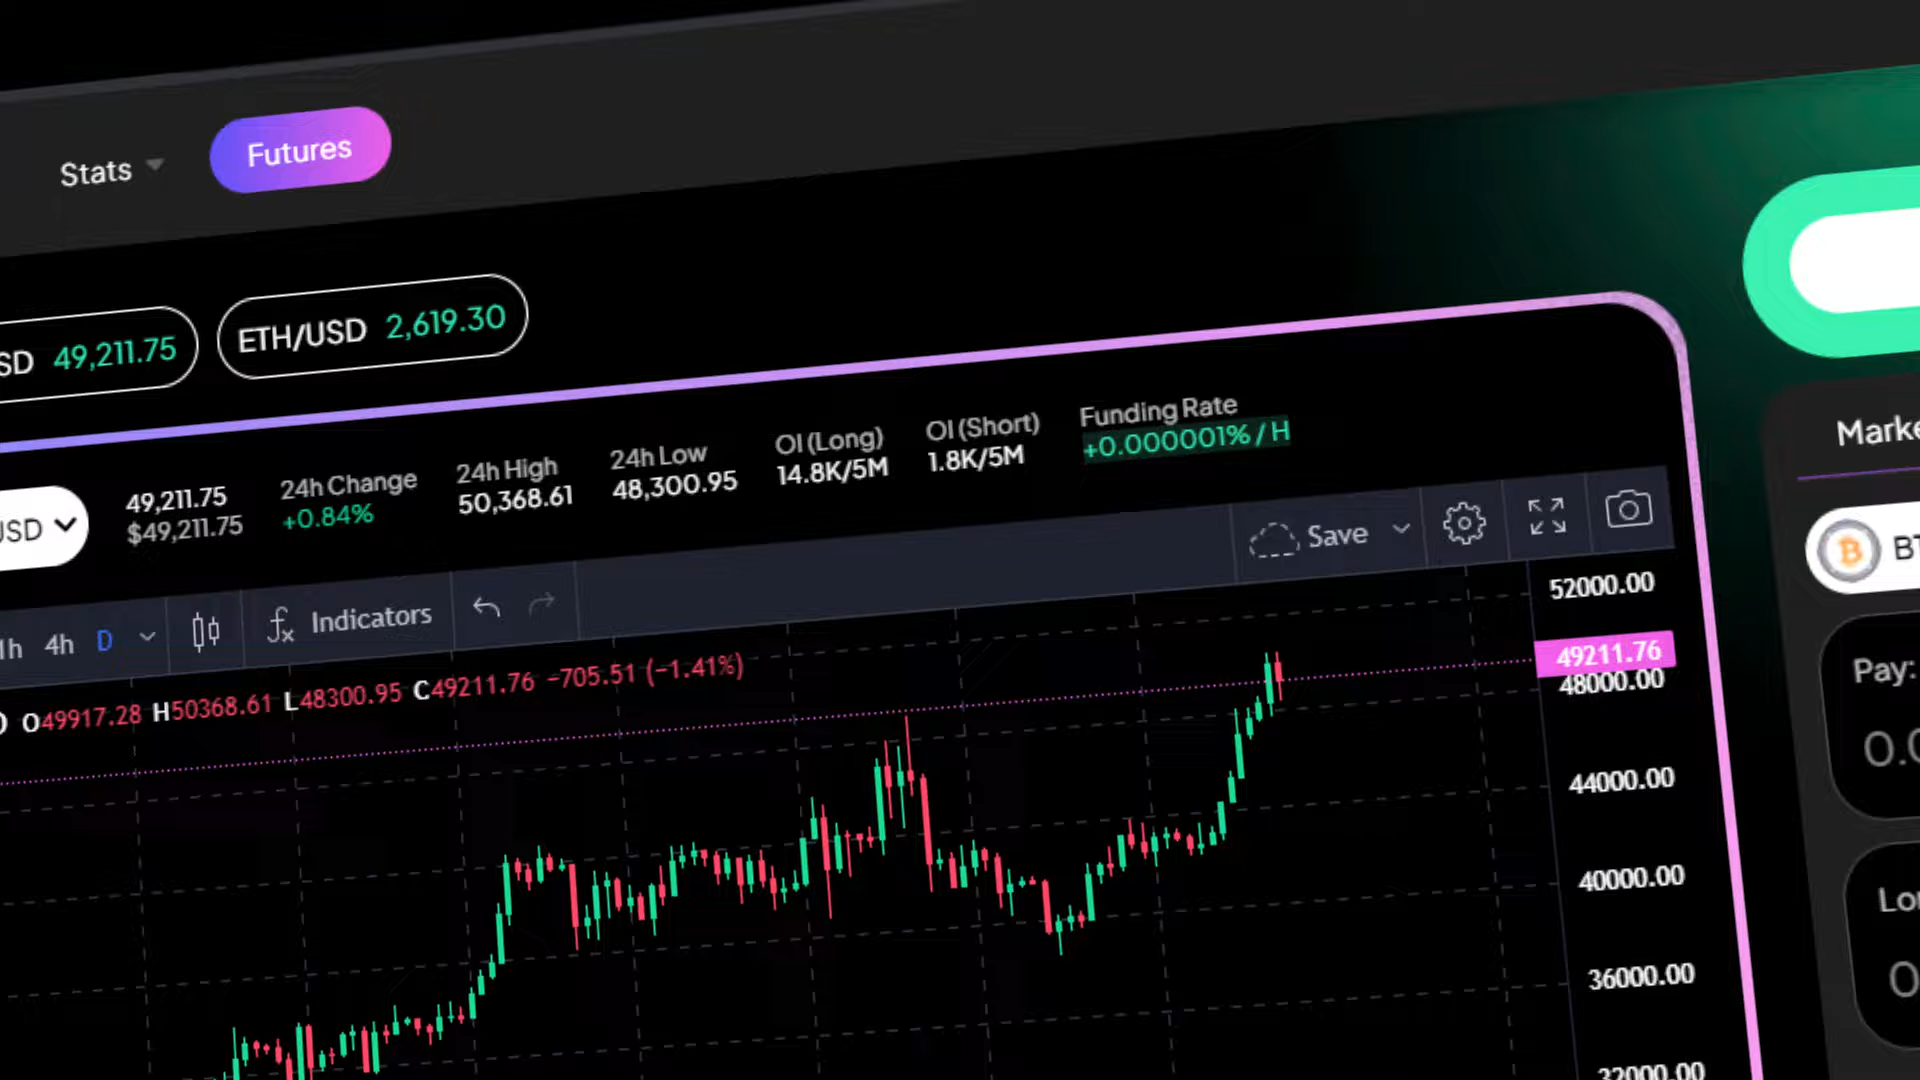 Stats
Futures
SD 49,211.75
ETH/USD 2,619.30
USD
49,211.75
$49,211.75
24h Change
+0.84%
24h High
50,368.61
24h Low
48,300.95
OI (Long)
14.8K/5M
OI (Short)
1.8K/5M
Funding Rate
+0.000001% / H
1h 4h D
Indicators
Save
O49917.28 H50368.61 L48300.95 C49211.76 −705.51 (−1.41%)
52000.00
49211.76
48000.00
44000.00
40000.00
36000.00
32000.00
Marke
BT
Pay:
0.0
Lon
0